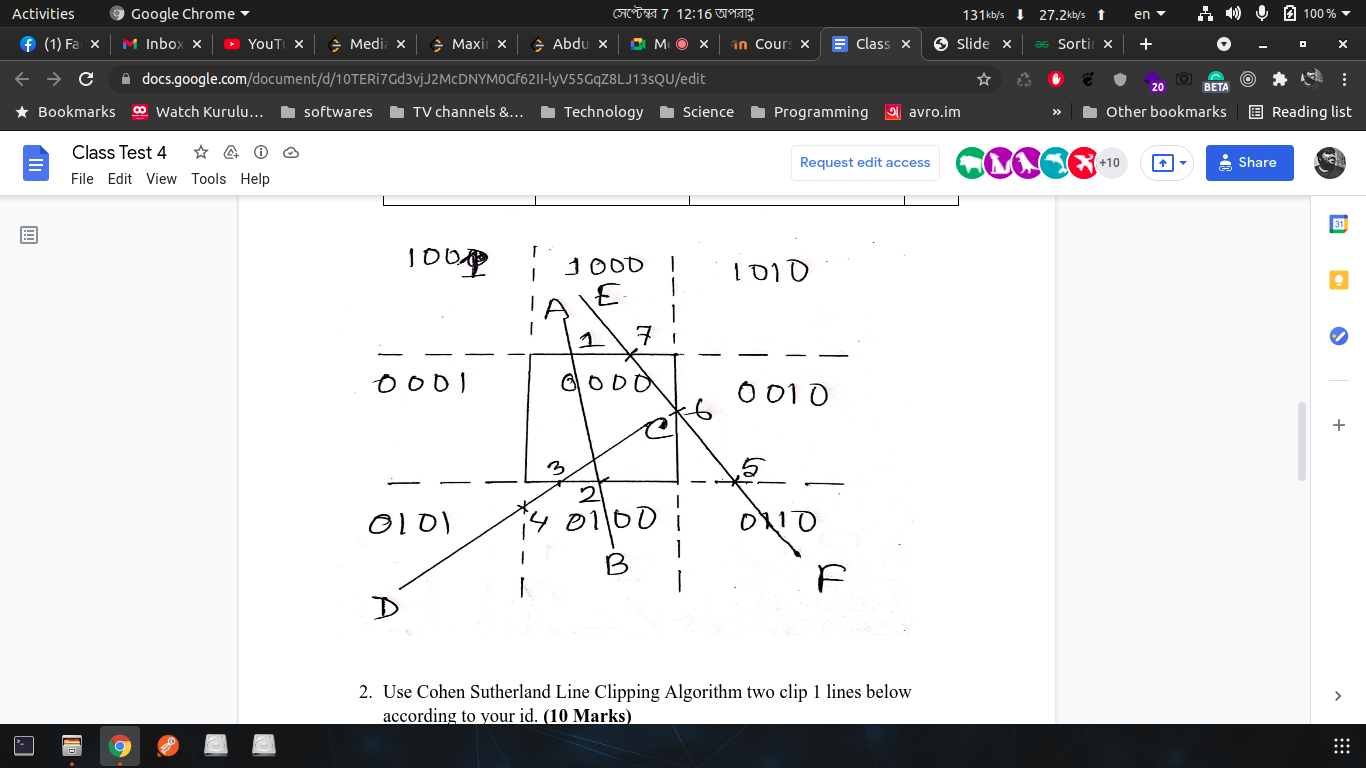 Activities Google Chrome সেপ্টেম্বর 7 12:16 অপরাহ্ণ 131kb/s 27.2kb/s en 100 %
(1) Fa Inbox YouTu Media Maxi Abdu Me Cours Class Slide Sorti
docs.google.com/document/d/10TERi7Gd3vjJ2McDNYM0Gf62II-lyV55GqZ8LJ13sQU/edit 20 BETA
Bookmarks Watch Kurulu... softwares TV channels &... Technology Science Programming avro.im » Other bookmarks Reading list
Class Test 4
File Edit View Tools Help
Request edit access +10 Share
31
1001 1000 1010
A E
1 7
0001 0000 0010
C 6
3 2 5
0101 4 0100 0110
B F
D
2. Use Cohen Sutherland Line Clipping Algorithm two clip 1 lines below
according to your id. (10 Marks)